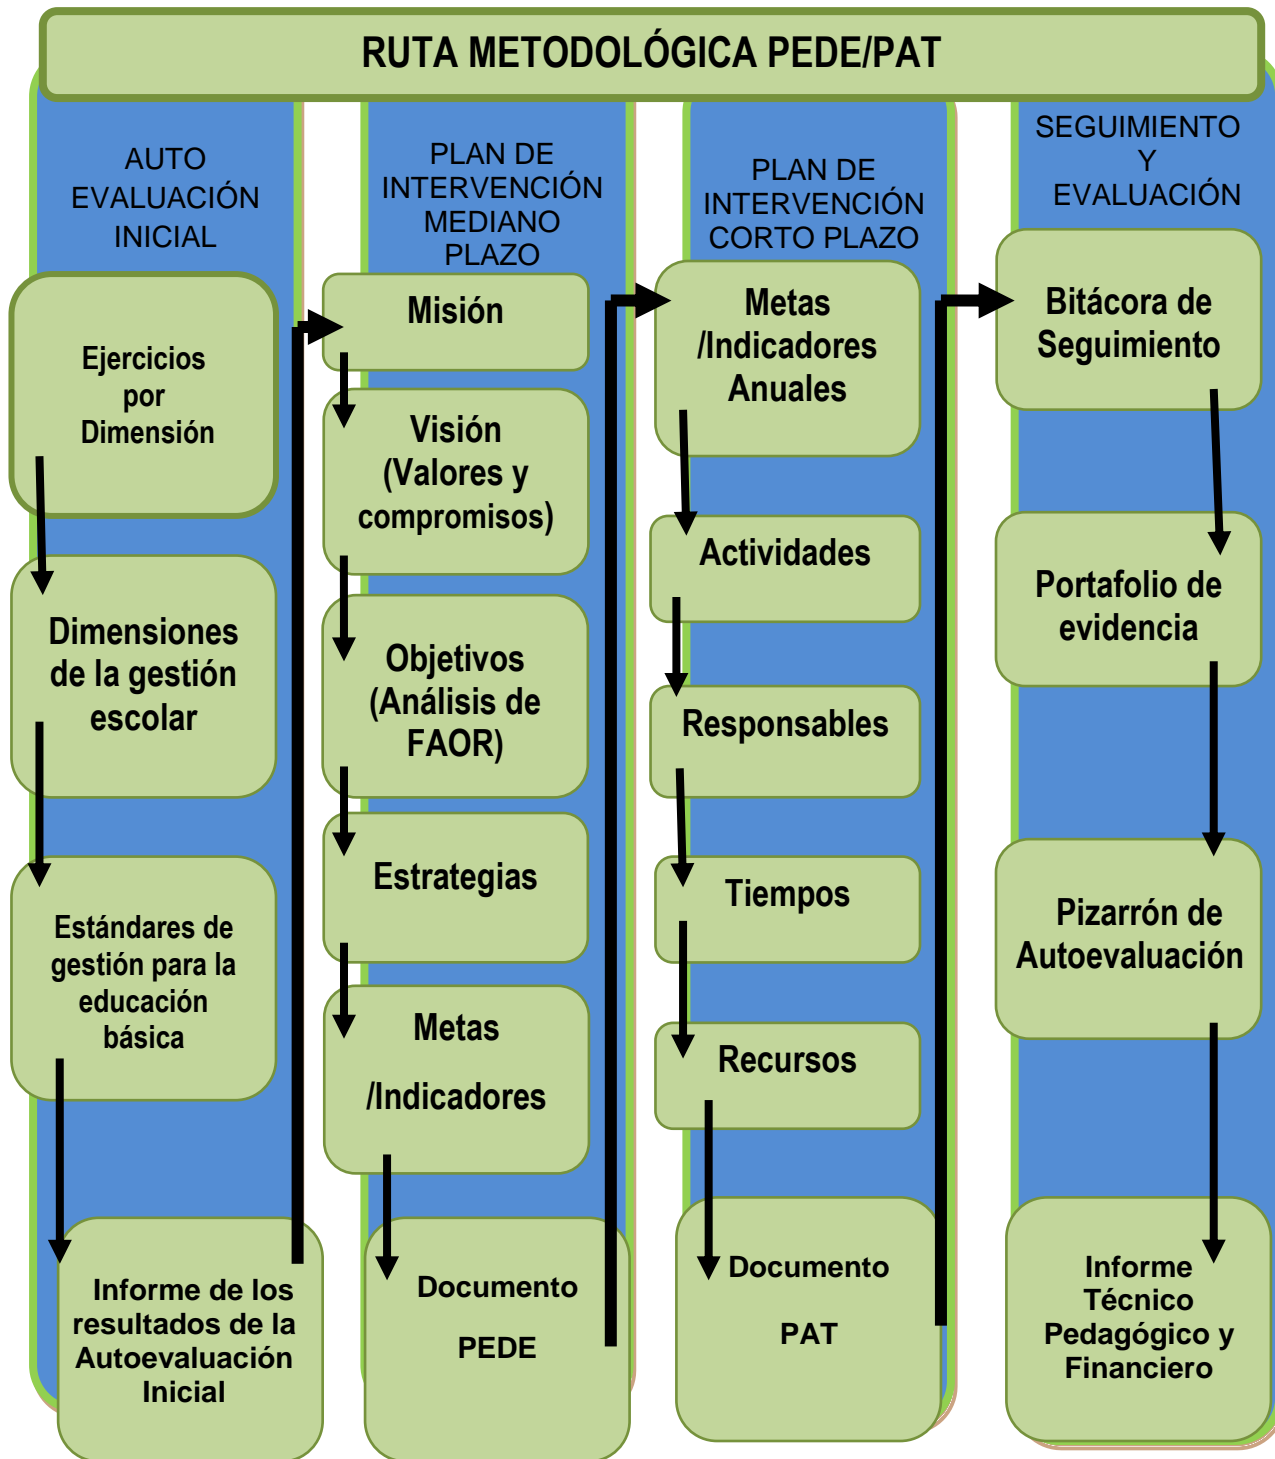 RUTA METODOLÓGICA PEDE/PAT
AUTO
EVALUACIÓN
INICIAL
Ejercicios
por
Dimensión
Dimensiones
de la gestión
escolar
Estándares de
gestión para la
educación
básica
Informe de los
resultados de la
Autoevaluación
Inicial
PLAN DE
INTERVENCIÓN
MEDIANO
PLAZO
Misión
Visión
(Valores y
compromisos)
Objetivos
(Análisis de
FAOR)
Estrategias
Metas
/Indicadores
Documento
PEDE
PLAN DE
INTERVENCIÓN
CORTO PLAZO
Metas
/Indicadores
Anuales
Actividades
Responsables
Tiempos
Recursos
Documento
PAT
SEGUIMIENTO
Y
EVALUACIÓN
Bitácora de
Seguimiento
Portafolio de
evidencia
Pizarrón de
Autoevaluación
Informe
Técnico
Pedagógico y
Financiero